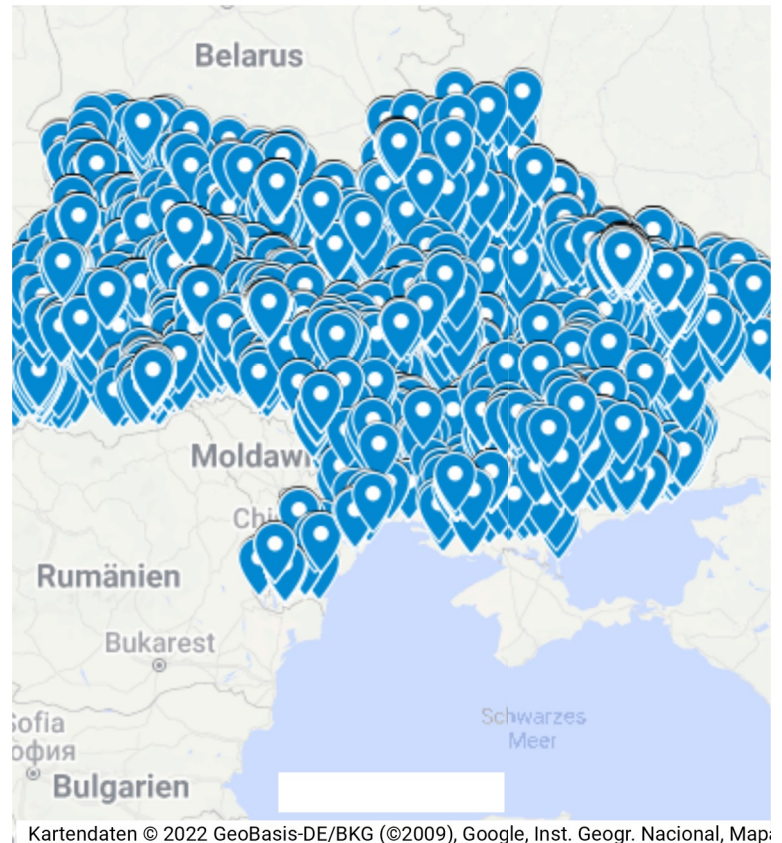 Belarus
Moldawi
Chi
Rumänien
Bukarest
Schwarzes
Meer
Sofia
офия
Bulgarien
Kartendaten © 2022 GeoBasis-DE/BKG (©2009), Google, Inst. Geogr. Nacional, Mapa